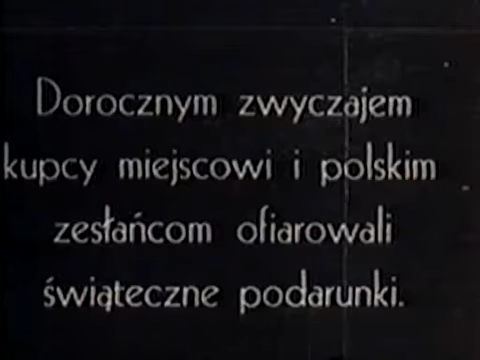 Dorocznym zwyczajem
kupcy miejscowi i polskim
zesłańcom ofiarowali
świąteczne podarunki.